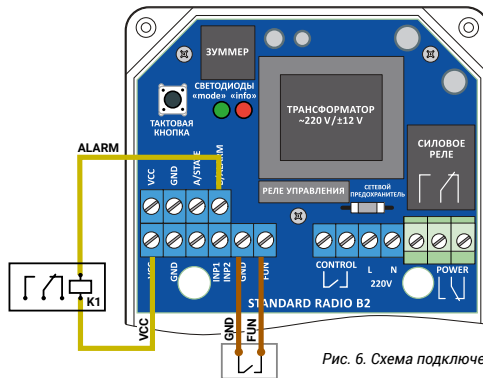 ЗУММЕР
СВЕТОДИОДЫ
«mode» «info»
ТАКТОВАЯ
КНОПКА
ТРАНСФОРМАТОР
~220 V/±12 V
СИЛОВОЕ
РЕЛЕ
РЕЛЕ УПРАВЛЕНИЯ
СЕТЕВОЙ
ПРЕДОХРАНИТЕЛЬ
ALARM
VCC
GND
A/STATE
/ALARM
VCC
GND
INP1
INP2
GND
FUN
CONTROL
L
N
220V
POWER
K1
STANDARD RADIO B2
VCC
GND
FUN
Рис. 6. Схема подключе